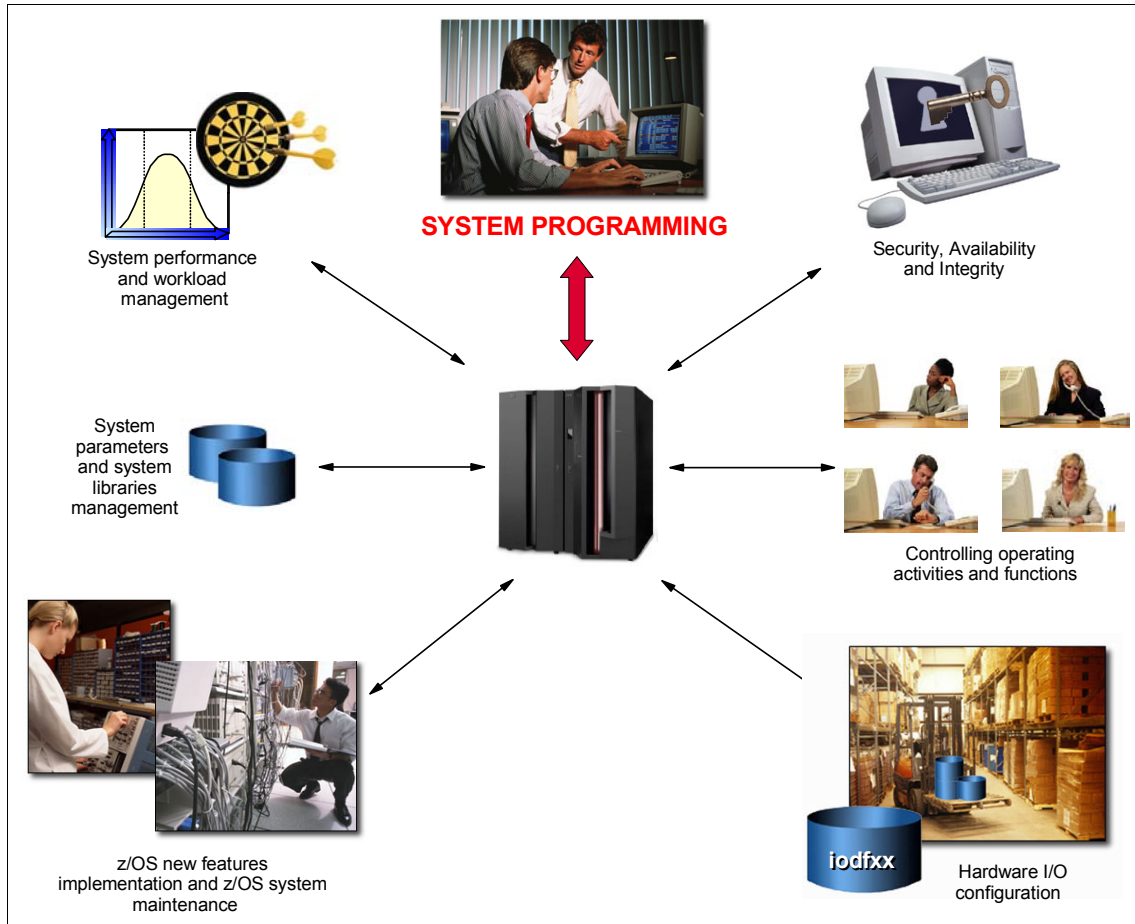 SYSTEM PROGRAMMING
System performance
and workload
management
Security, Availability
and Integrity
System
parameters
and system
libraries
management
Controlling operating
activities and functions
z/OS new features
implementation and z/OS system
maintenance
iodfxx
Hardware I/O
configuration